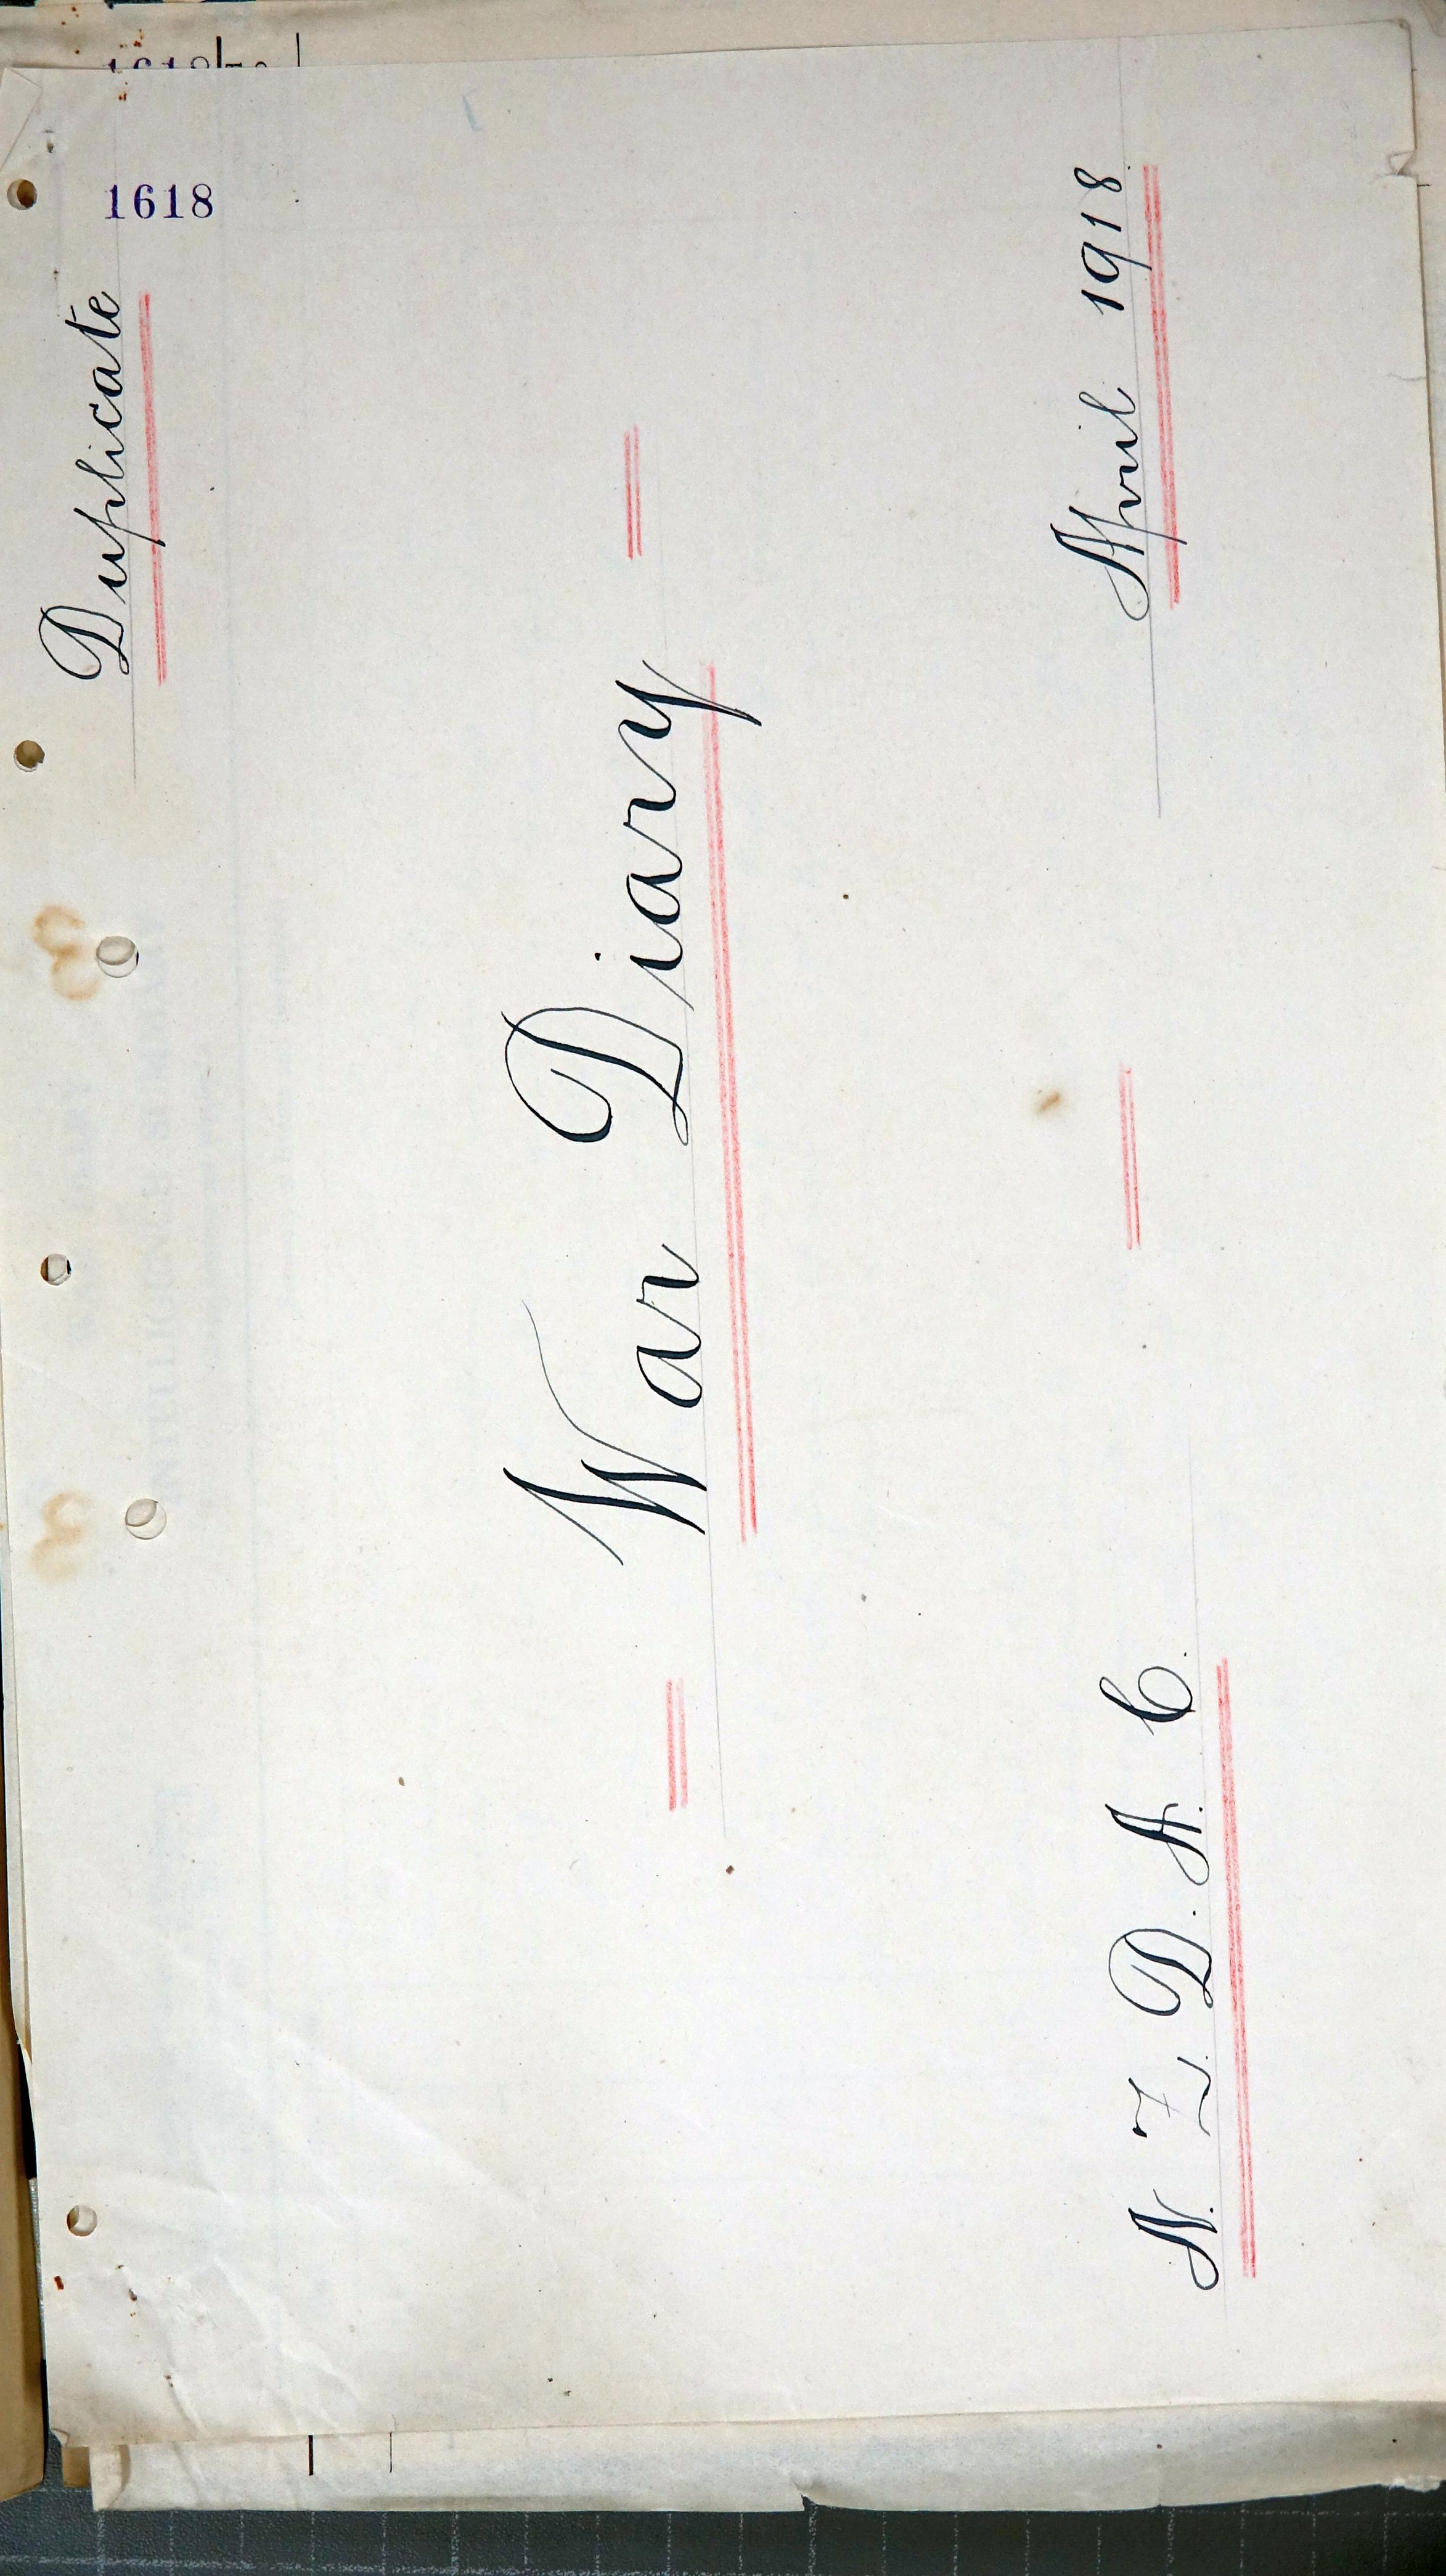 1618
Duplicate
War Diary
N. Z. D. A. C. April 1918.